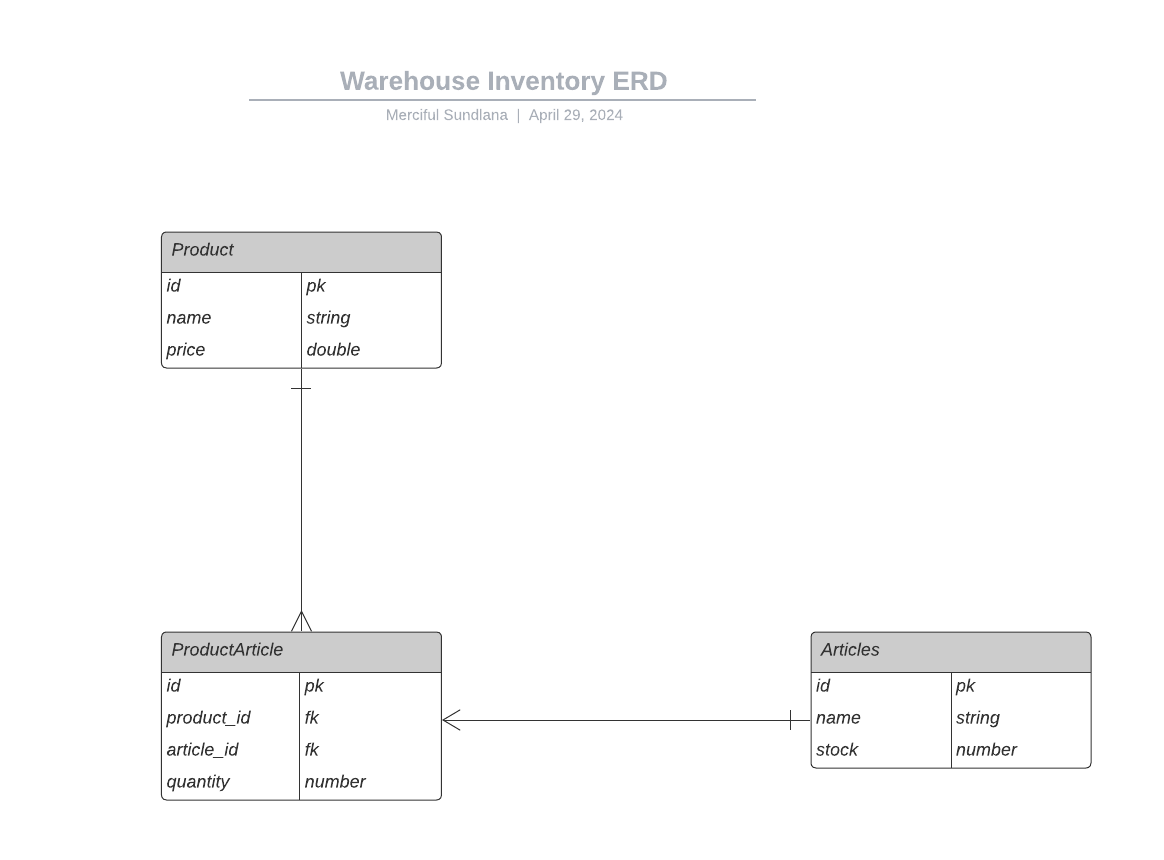 Warehouse Inventory ERD
Merciful Sundlana | April 29, 2024
Product
id pk
name string
price double
ProductArticle
id pk
product_id fk
article_id fk
quantity number
Articles
id pk
name string
stock number